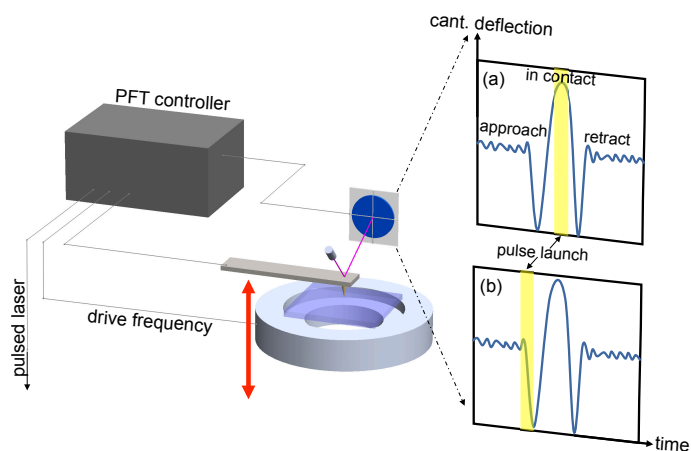 cant. deflection
(a)
in contact
PFT controller
approach
retract
pulse launch
(b)
drive frequency
pulsed laser
time